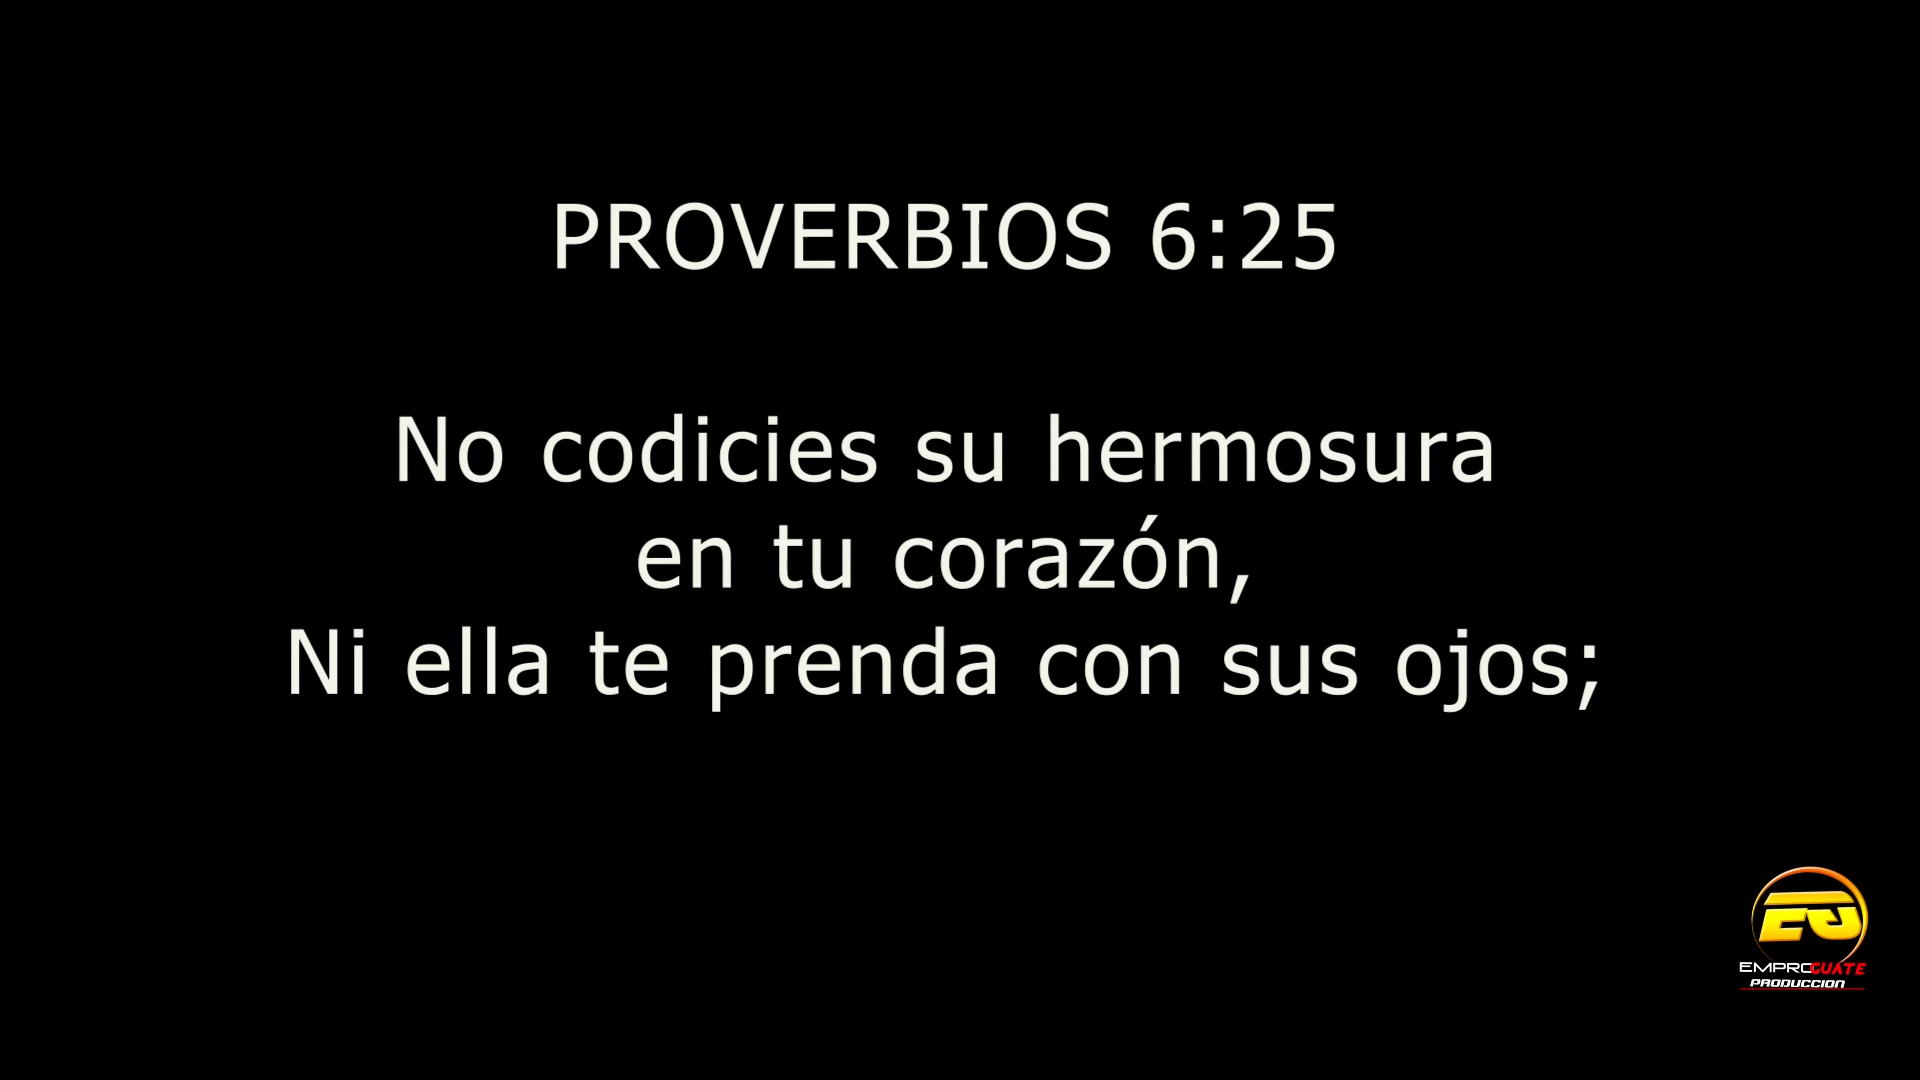 PROVERBIOS 6:25
No codicies su hermosura
en tu corazón,
Ni ella te prenda con sus ojos;
EMPROGUATE
PRODUCCION